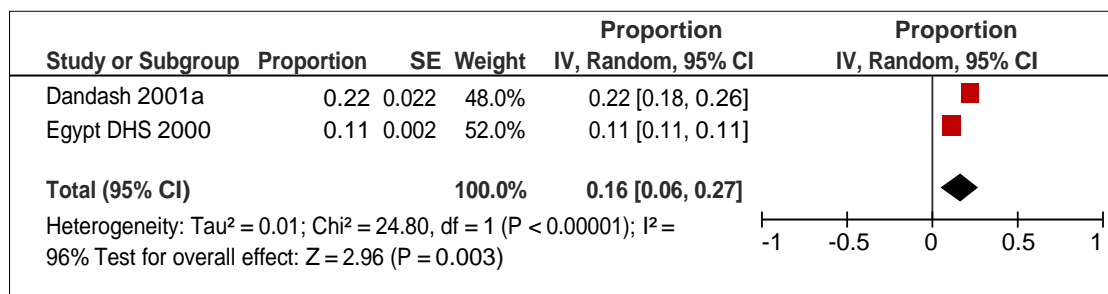 Proportion Proportion
Study or Subgroup Proportion SE Weight IV, Random, 95% CI IV, Random, 95% CI
Dandash 2001a 0.22 0.022 48.0% 0.22 [0.18, 0.26]
Egypt DHS 2000 0.11 0.002 52.0% 0.11 [0.11, 0.11]
Total (95% CI) 100.0% 0.16 [0.06, 0.27]
Heterogeneity: Tau² = 0.01; Chi² = 24.80, df = 1 (P < 0.00001); I² =
96% Test for overall effect: Z = 2.96 (P = 0.003)
-1 -0.5 0 0.5 1